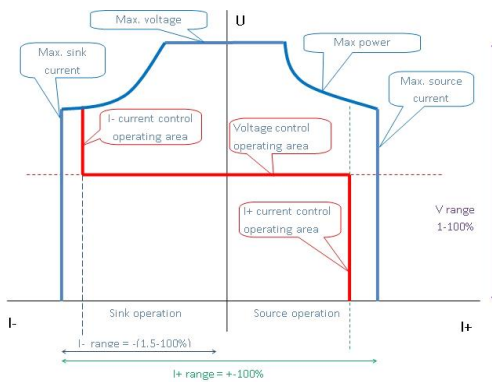 Max. voltage
U
Max. sink
current
Max power
Max. source
current
I- current control
operating area
Voltage control
operating area
I+ current control
operating area
V range
1-100%
Sink operation
Source operation
I-
I+
I- range = -(1.5-100%)
I+ range = +-100%